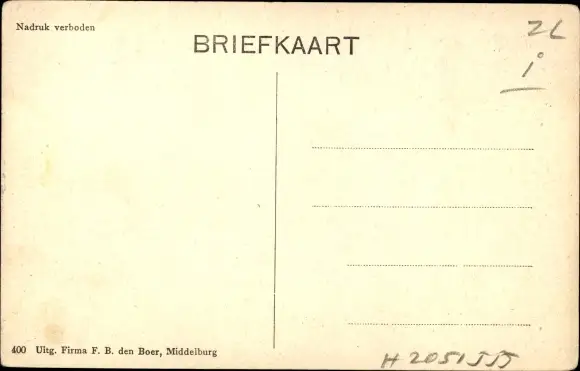 Nadruk verboden
BRIEFKAART
ZL
1°
400 Uitg. Firma F. B. den Boer, Middelburg
H 2051555